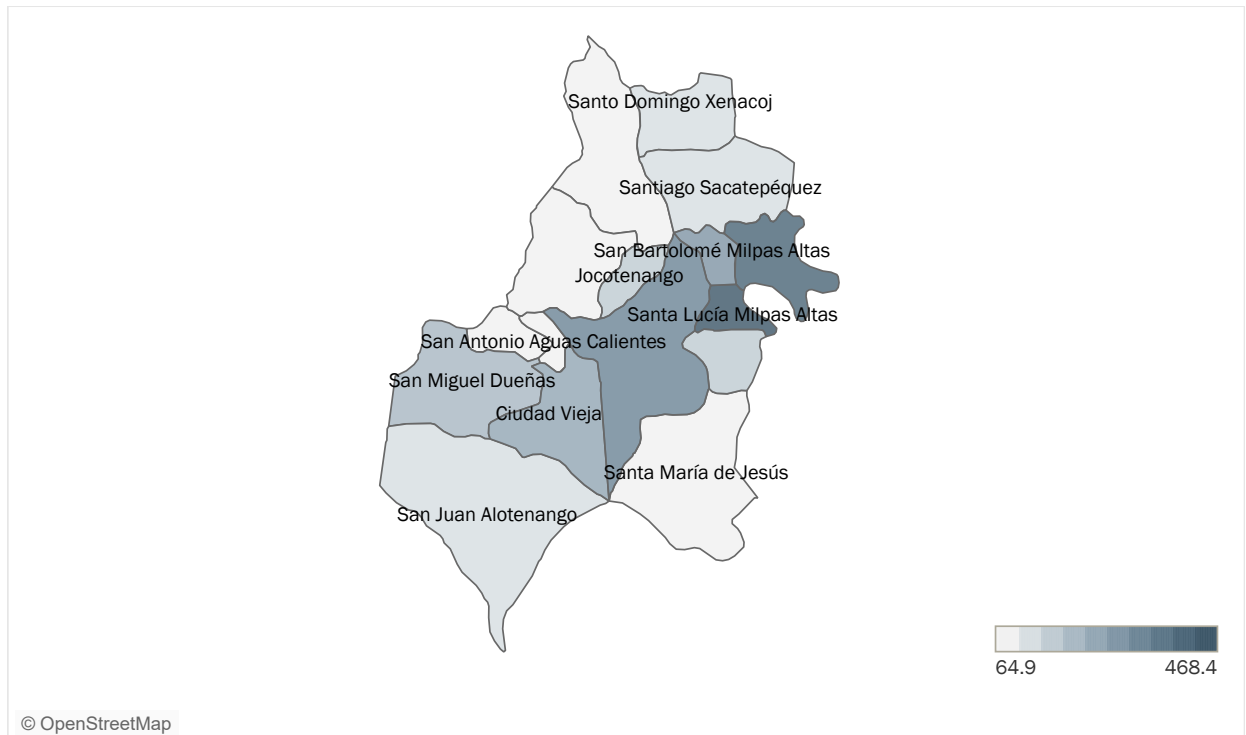 Santo Domingo Xenacoj
Santiago Sacatepéquez
San Bartolomé Milpas Altas
Jocotenango
Santa Lucía Milpas Altas
San Antonio Aguas Calientes
San Miguel Dueñas
Ciudad Vieja
Santa María de Jesús
San Juan Alotenango
64.9 468.4
© OpenStreetMap